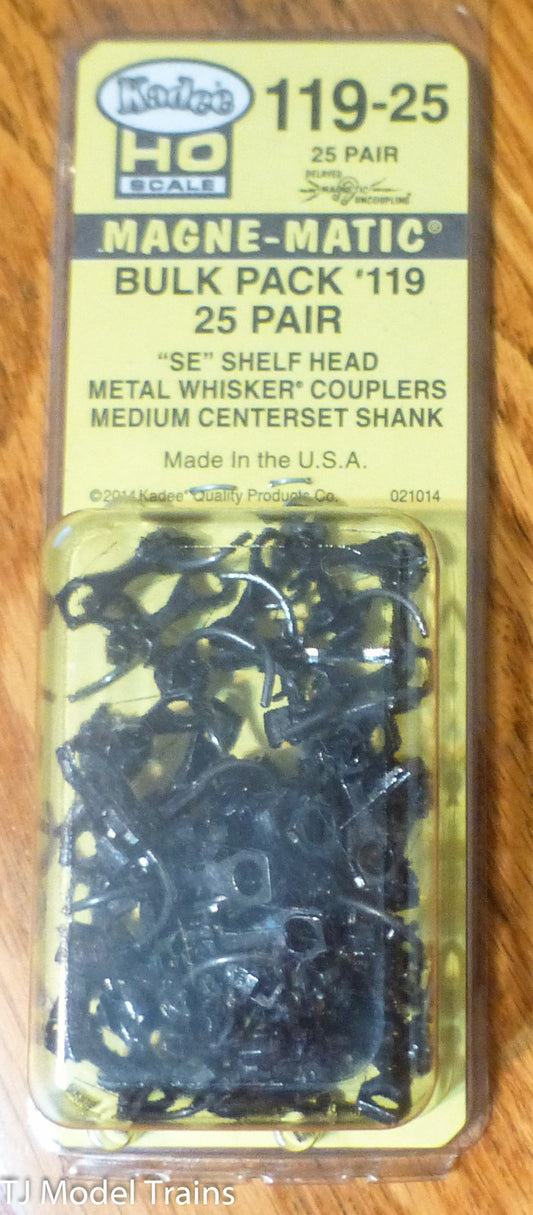 Kadee
HO
SCALE
119-25
25 PAIR
DELAYED
MAGNETIC
UNCOUPLING
MAGNE-MATIC®
BULK PACK #119
25 PAIR
"SE" SHELF HEAD
METAL WHISKER® COUPLERS
MEDIUM CENTERSET SHANK
Made In the U.S.A.
©2014 Kadee® Quality Products Co. 021014
TJ Model Trains